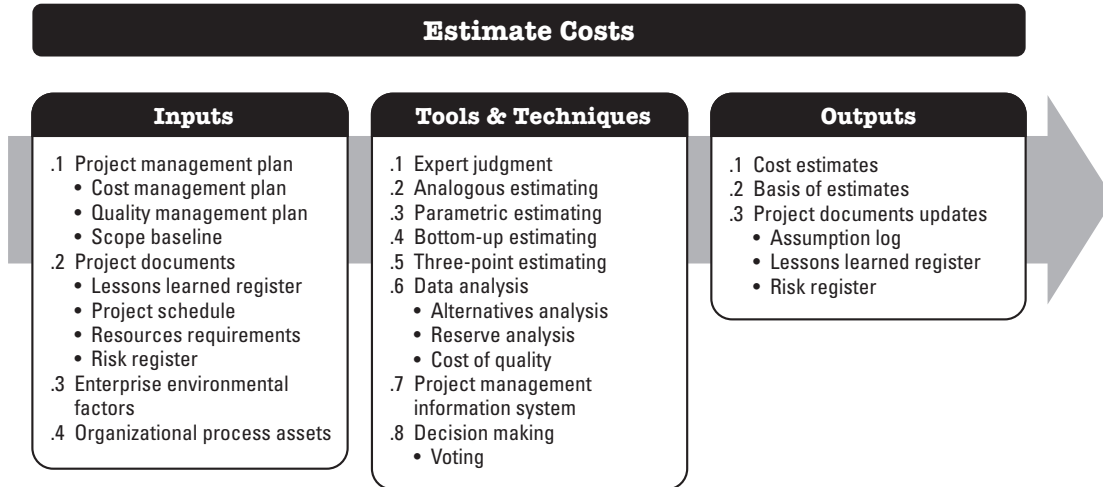 Estimate Costs
Inputs
.1 Project management plan
• Cost management plan
• Quality management plan
• Scope baseline
.2 Project documents
• Lessons learned register
• Project schedule
• Resources requirements
• Risk register
.3 Enterprise environmental
factors
.4 Organizational process assets
Tools & Techniques
.1 Expert judgment
.2 Analogous estimating
.3 Parametric estimating
.4 Bottom-up estimating
.5 Three-point estimating
.6 Data analysis
• Alternatives analysis
• Reserve analysis
• Cost of quality
.7 Project management
information system
.8 Decision making
• Voting
Outputs
.1 Cost estimates
.2 Basis of estimates
.3 Project documents updates
• Assumption log
• Lessons learned register
• Risk register